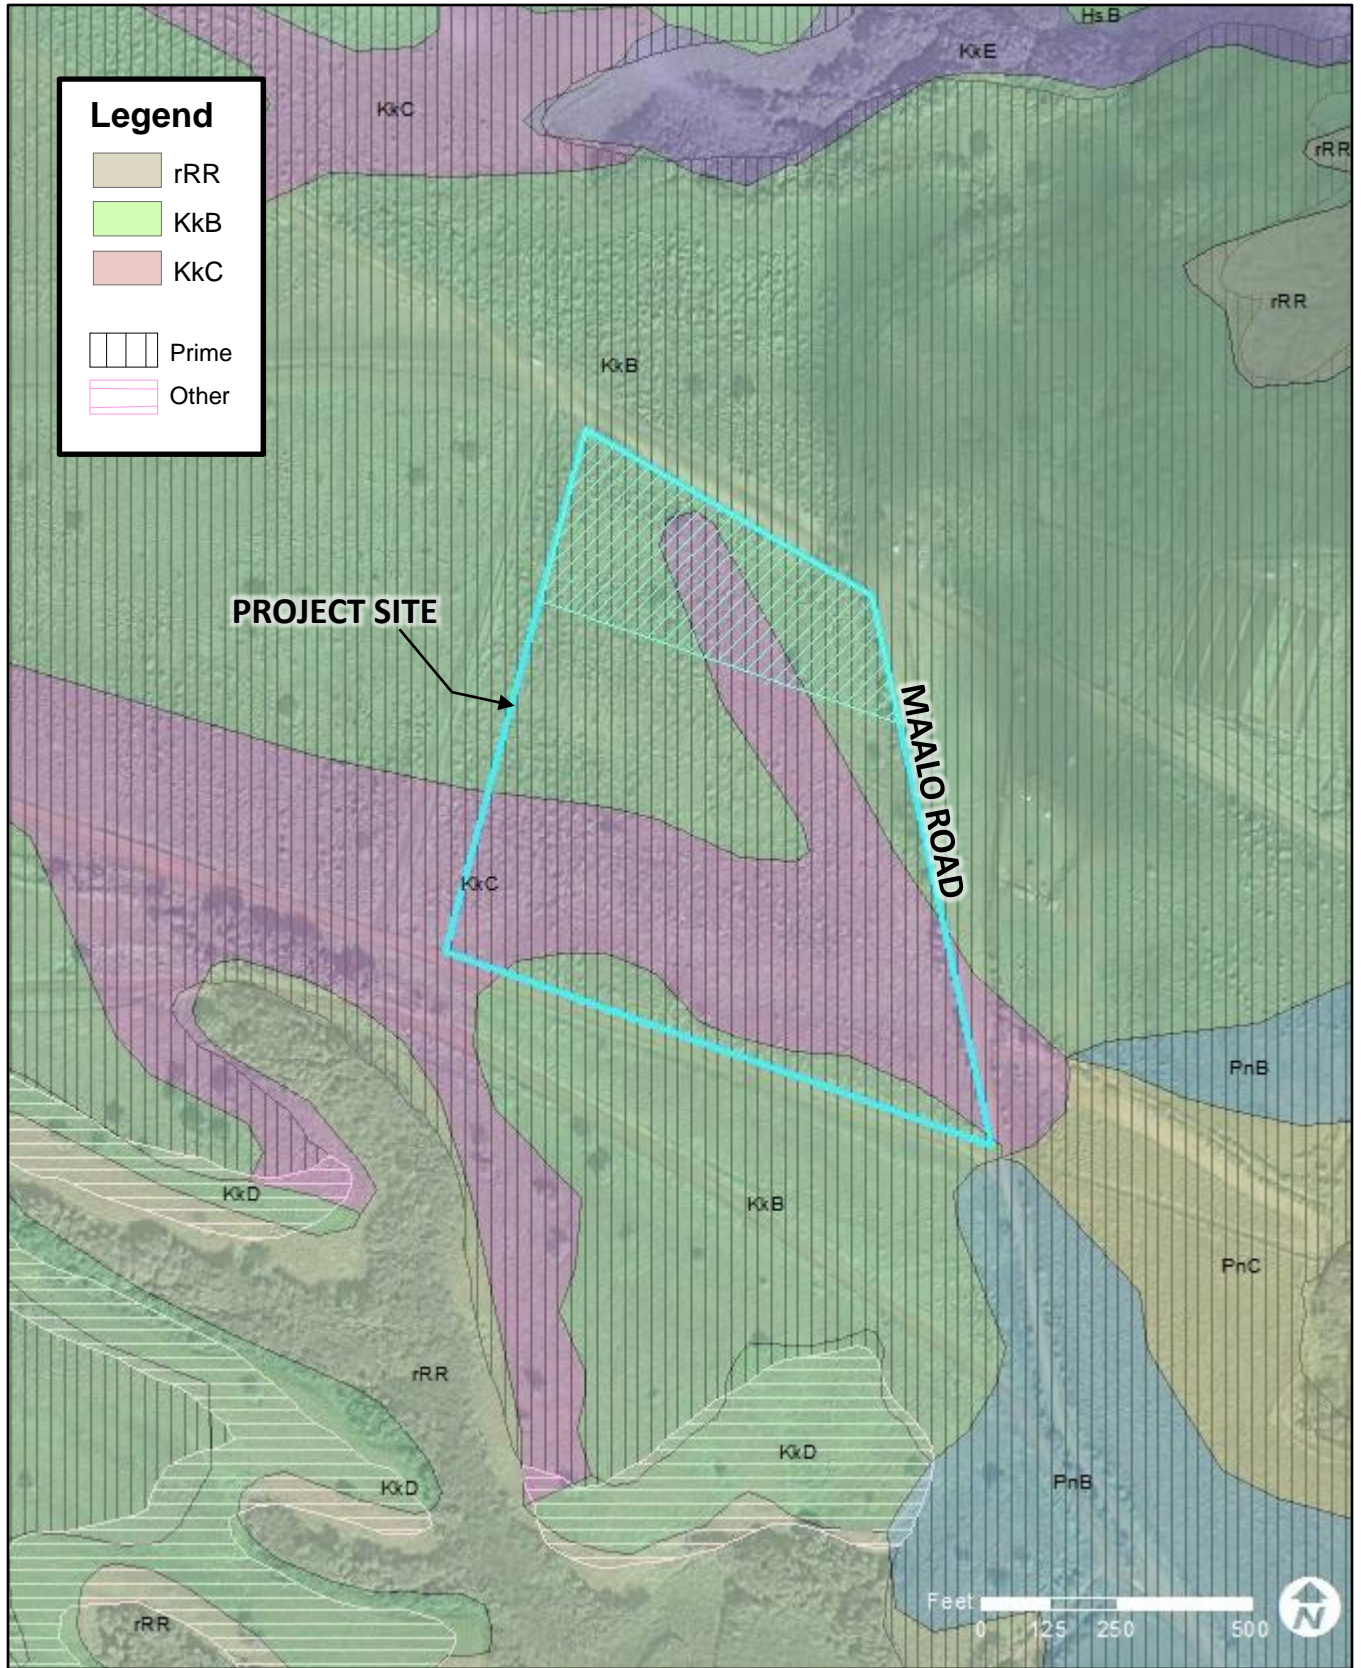 Hs B
KkE
Legend
rRR
KkB
KkC
Prime
Other
KkC
rRR
rRR
KkB
PROJECT SITE
MAALO ROAD
KkC
PnB
KkD
KkB
PnC
rRR
KkD
KkD
PnB
rRR
Feet
0 125 250 500
N